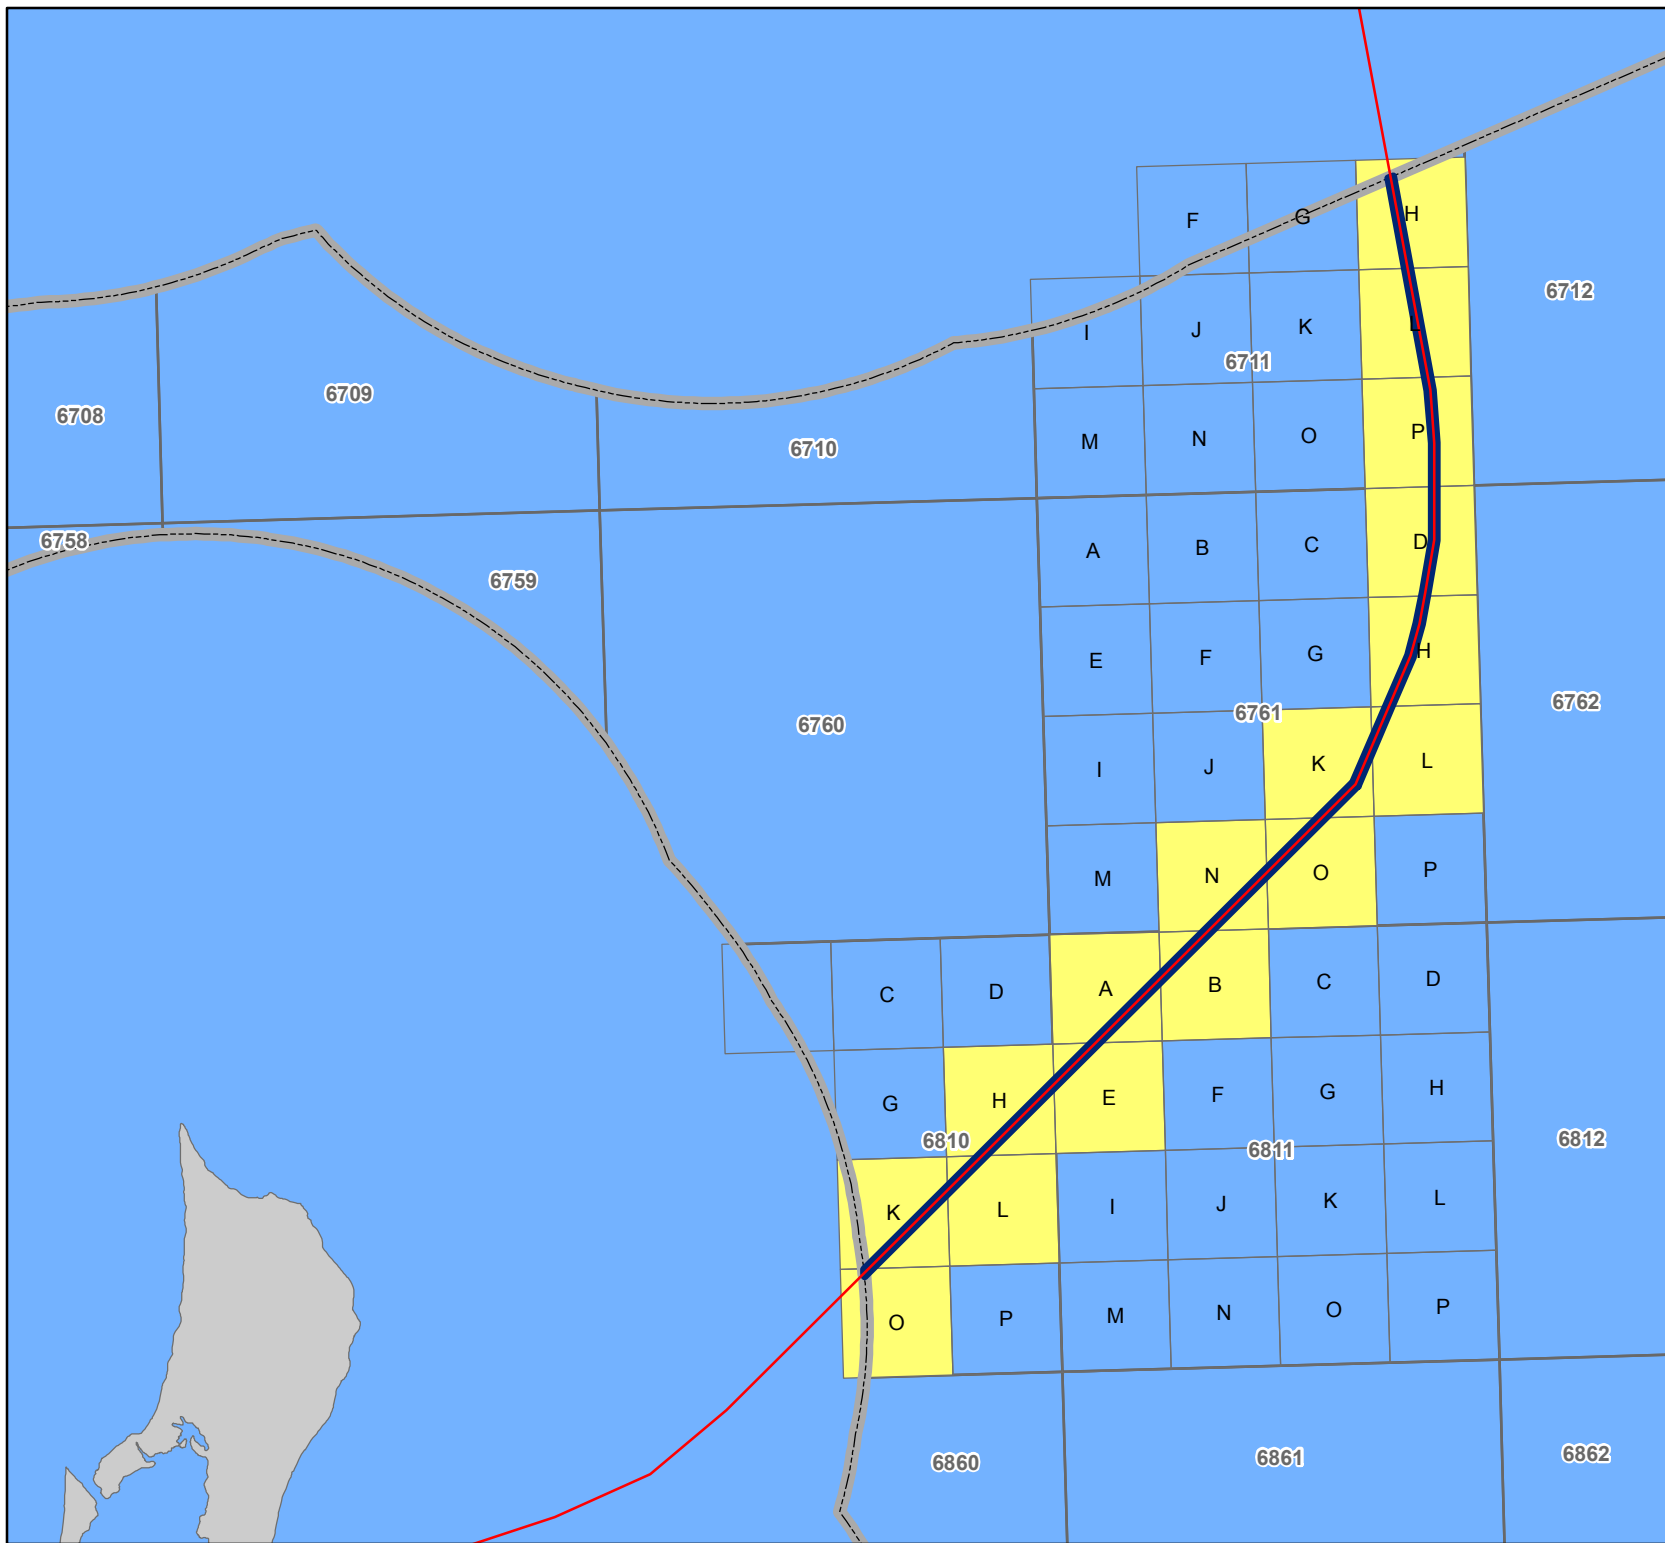 F G H
6712
I J K L
6711
6708 6709 6710
M N O P
6758 6759
A B C D
E F G H
6760 6761 6762
I J K L
M N O P
C D A B C D
G H E F G H
6810 6811 6812
K L I J K L
O P M N O P
6860 6861 6862